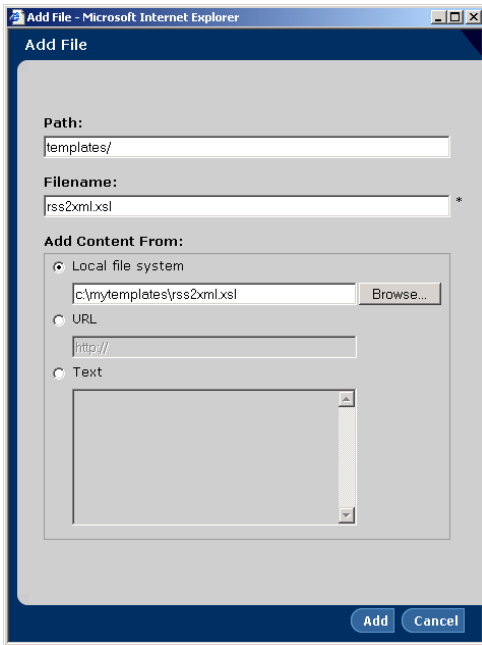 Add File - Microsoft Internet Explorer
Add File
Path:
templates/
Filename:
rss2xml.xsl
*
Add Content From:
Local file system
c:\mytemplates\rss2xml.xsl Browse...
URL
http://
Text
Add Cancel